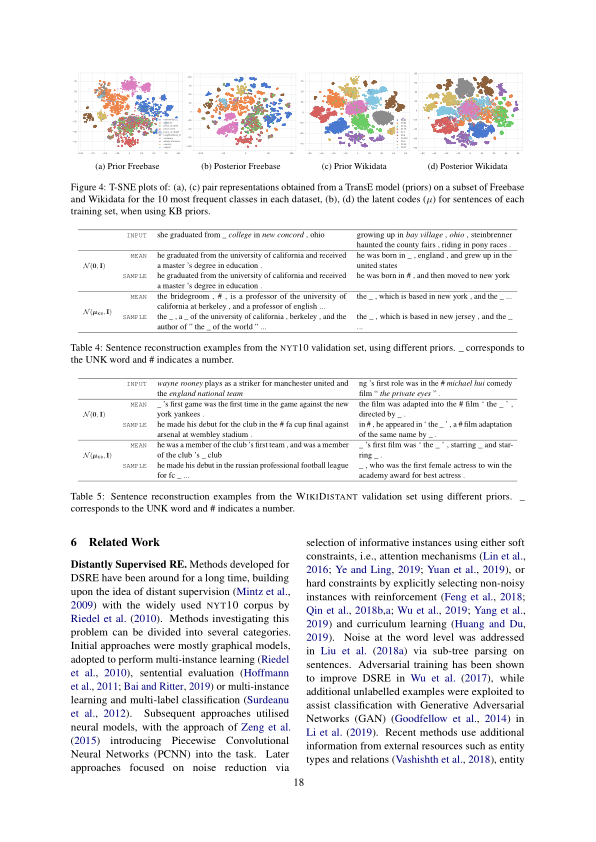 (a) Prior Freebase
(b) Posterior Freebase
(c) Prior Wikidata
(d) Posterior Wikidata
Figure 4: T-SNE plots of: (a), (c) pair representations obtained from a TransE model (priors) on a subset of Freebase
and Wikidata for the 10 most frequent classes in each dataset, (b), (d) the latent codes (μ) for sentences of each
training set, when using KB priors.
INPUT she graduated from _ college in new concord , ohio growing up in bay village , ohio , steinbrenner
haunted the county fairs , riding in pony races .
N(0, I) MEAN he graduated from the university of california and received he was born in _ , england , and grew up in the
a master 's degree in education . united states
SAMPLE he graduated from the university of california and received he was born in # , and then moved to new york
a master 's degree in education .
MEAN the bridegroom , # , is a professor of the university of the _ , which is based in new york , and the _ ...
california at berkeley , and a professor of english ...
SAMPLE the _ , a _ of the university of california , berkeley , and the the _ , which is based in new jersey , and the _
author of " the _ of the world " ... ...
Table 4: Sentence reconstruction examples from the NYT10 validation set, using different priors. _ corresponds to
the UNK word and # indicates a number.
INPUT wayne rooney plays as a striker for manchester united and ng 's first role was in the # michael hui comedy
the england national team film " the private eyes " .
N(0, I) MEAN _ 's first game was the first time in the game against the new the film was adapted into the # film ' the _ ' ,
york yankees . directed by _ .
SAMPLE he made his debut for the club in the # fa cup final against in # , he appeared in ' the _ ' , a # film adaptation
arsenal at wembley stadium . of the same name by _ .
MEAN he was a member of the club 's first team , and was a member _ 's first film was ' the _ ' , starring _ and star-
of the club 's _ club ring _ .
SAMPLE he made his debut in the russian professional football league _ , who was the first female actress to win the
for fc _ ... academy award for best actress .
Table 5: Sentence reconstruction examples from the WIKIDISTANT validation set using different priors. _
corresponds to the UNK word and # indicates a number.
6 Related Work
Distantly Supervised RE. Methods developed for
DSRE have been around for a long time, building
upon the idea of distant supervision (Mintz et al.,
2009) with the widely used NYT10 corpus by
Riedel et al. (2010). Methods investigating this
problem can be divided into several categories.
Initial approaches were mostly graphical models,
adopted to perform multi-instance learning (Riedel
et al., 2010), sentential evaluation (Hoffmann
et al., 2011; Bai and Ritter, 2019) or multi-instance
learning and multi-label classification (Surdeanu
et al., 2012). Subsequent approaches utilised
neural models, with the approach of Zeng et al.
(2015) introducing Piecewise Convolutional
Neural Networks (PCNN) into the task. Later
approaches focused on noise reduction via
selection of informative instances using either soft
constraints, i.e., attention mechanisms (Lin et al.,
2016; Ye and Ling, 2019; Yuan et al., 2019), or
hard constraints by explicitly selecting non-noisy
instances with reinforcement (Feng et al., 2018;
Qin et al., 2018b,a; Wu et al., 2019; Yang et al.,
2019) and curriculum learning (Huang and Du,
2019). Noise at the word level was addressed
in Liu et al. (2018a) via sub-tree parsing on
sentences. Adversarial training has been shown
to improve DSRE in Wu et al. (2017), while
additional unlabelled examples were exploited to
assist classification with Generative Adversarial
Networks (GAN) (Goodfellow et al., 2014) in
Li et al. (2019). Recent methods use additional
information from external resources such as entity
types and relations (Vashishth et al., 2018), entity
18